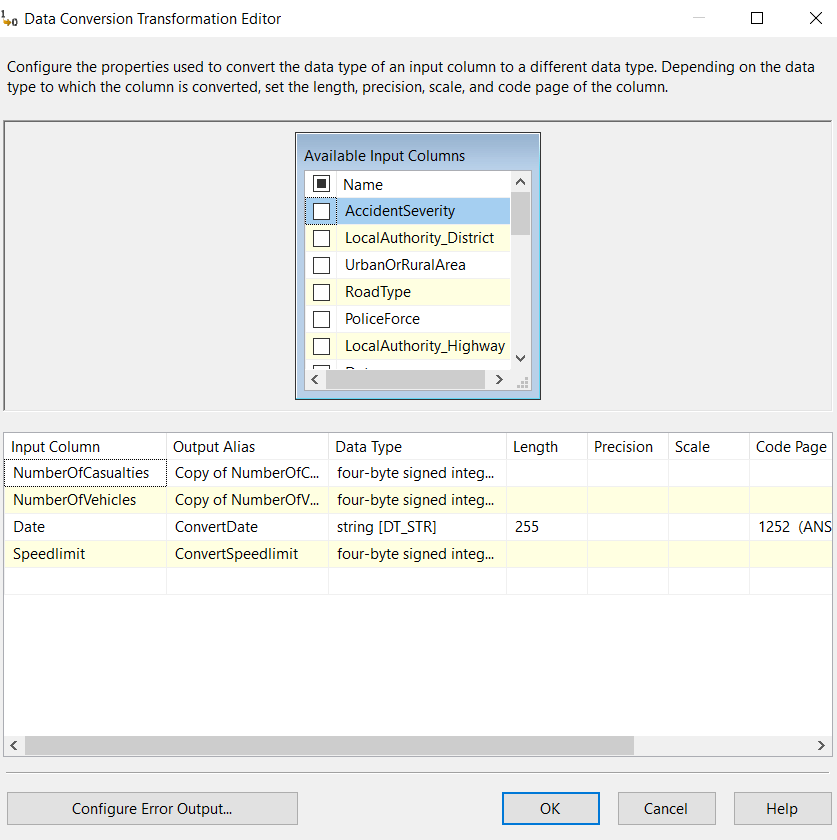 Data Conversion Transformation Editor
Configure the properties used to convert the data type of an input column to a different data type. Depending on the data
type to which the column is converted, set the length, precision, scale, and code page of the column.
Available Input Columns
Name
AccidentSeverity
LocalAuthority_District
UrbanOrRuralArea
RoadType
PoliceForce
LocalAuthority_Highway
Input Column Output Alias Data Type Length Precision Scale Code Page
NumberOfCasualties Copy of NumberOfC... four-byte signed integ...
NumberOfVehicles Copy of NumberOfV... four-byte signed integ...
Date ConvertDate string [DT_STR] 255 1252 (ANS
Speedlimit ConvertSpeedlimit four-byte signed integ...
Configure Error Output... OK Cancel Help